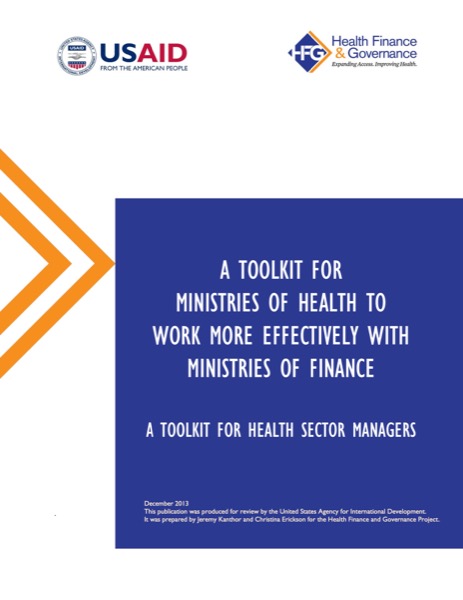 USAID
FROM THE AMERICAN PEOPLE
HFG
Health Finance
& Governance
Expanding Access. Improving Health.
A TOOLKIT FOR
MINISTRIES OF HEALTH TO
WORK MORE EFFECTIVELY WITH
MINISTRIES OF FINANCE
A TOOLKIT FOR HEALTH SECTOR MANAGERS
December 2013
This publication was produced for review by the United States Agency for International Development.
It was prepared by Jeremy Kanthor and Christina Erickson for the Health Finance and Governance Project.